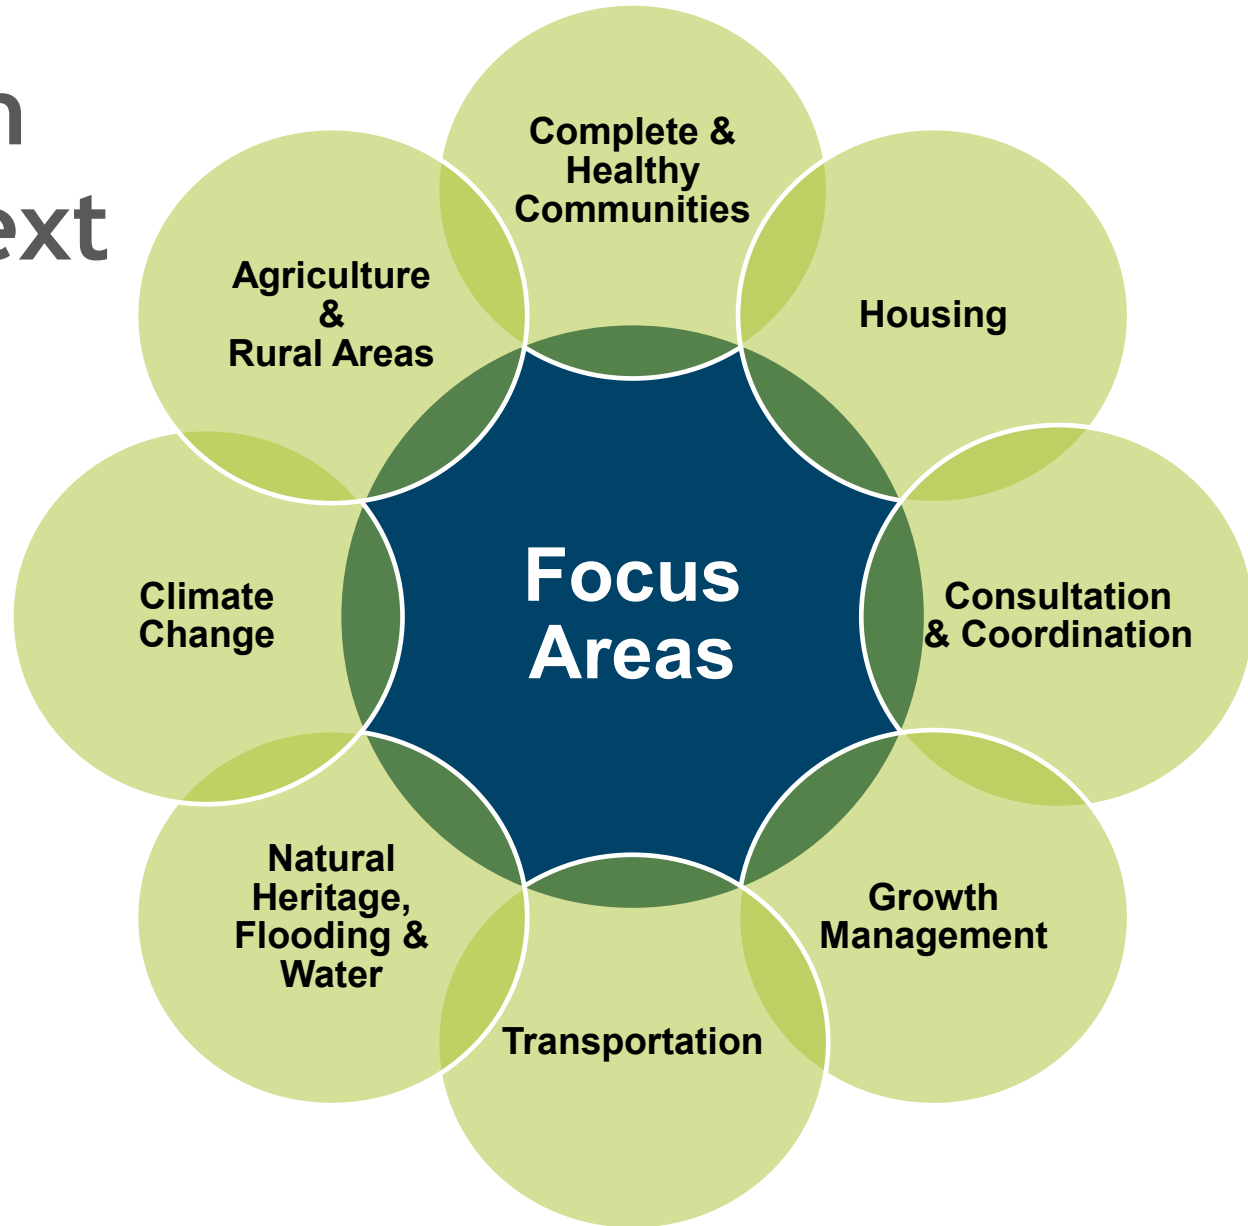 n
ext
Complete &
Healthy
Communities
Agriculture
&
Rural Areas
Housing
Climate
Change
Focus
Areas
Consultation
& Coordination
Natural
Heritage,
Flooding &
Water
Growth
Management
Transportation